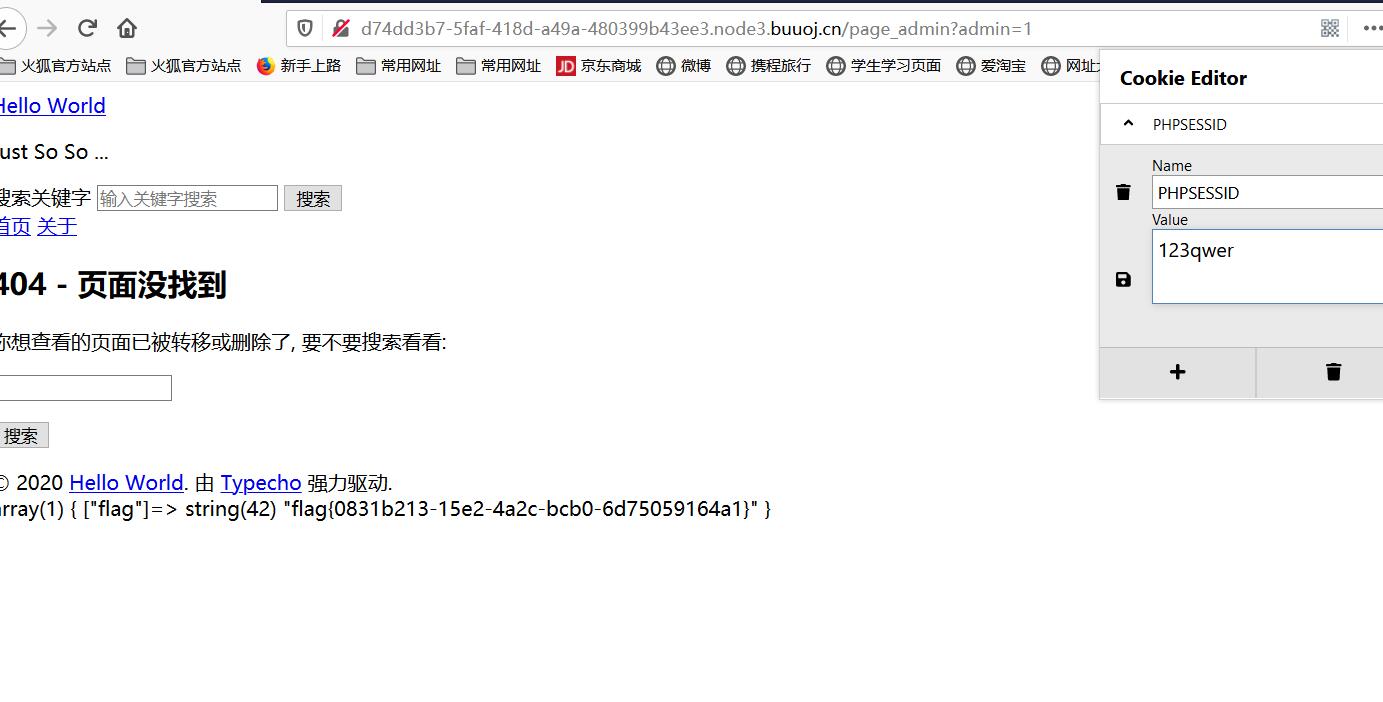 d74dd3b7-5faf-418d-a49a-480399b43ee3.node3.buuoj.cn/page_admin?admin=1
火狐官方站点 火狐官方站点 新手上路 常用网址 常用网址 JD 京东商城 微博 携程旅行 学生学习页面 爱淘宝 网址
Cookie Editor
Hello World
PHPSESSID
ust So So ...
Name
搜索关键字 输入关键字搜索 搜索
PHPSESSID
Value
首页 关于
123qwer
404 - 页面没找到
你想查看的页面已被转移或删除了, 要不要搜索看看:
搜索
© 2020 Hello World. 由 Typecho 强力驱动.
array(1) { ["flag"]=> string(42) "flag{0831b213-15e2-4a2c-bcb0-6d75059164a1}" }